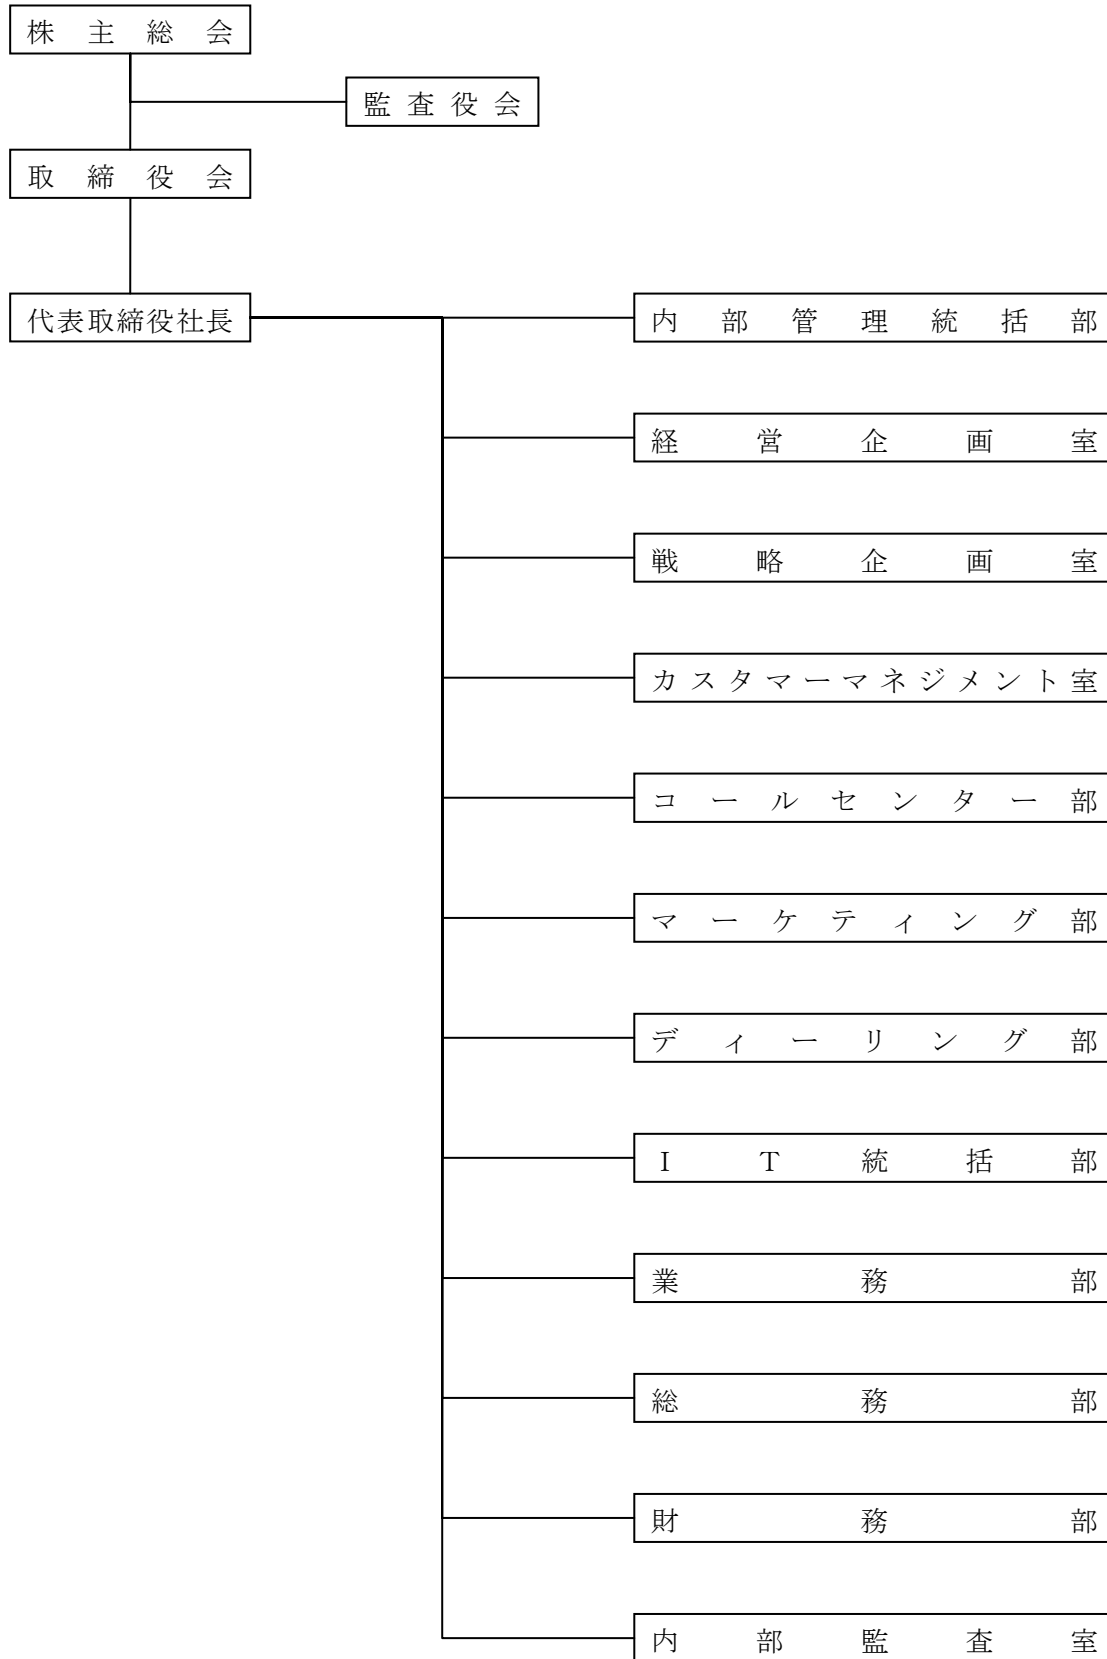 株主総会
監査役会
取締役会
代表取締役社長
内部管理統括部
経営企画室
戦略企画室
カスタマーマネジメント室
コールセンター部
マーケティング部
ディーリング部
ＩＴ統括部
業務部
総務部
財務部
内部監査室